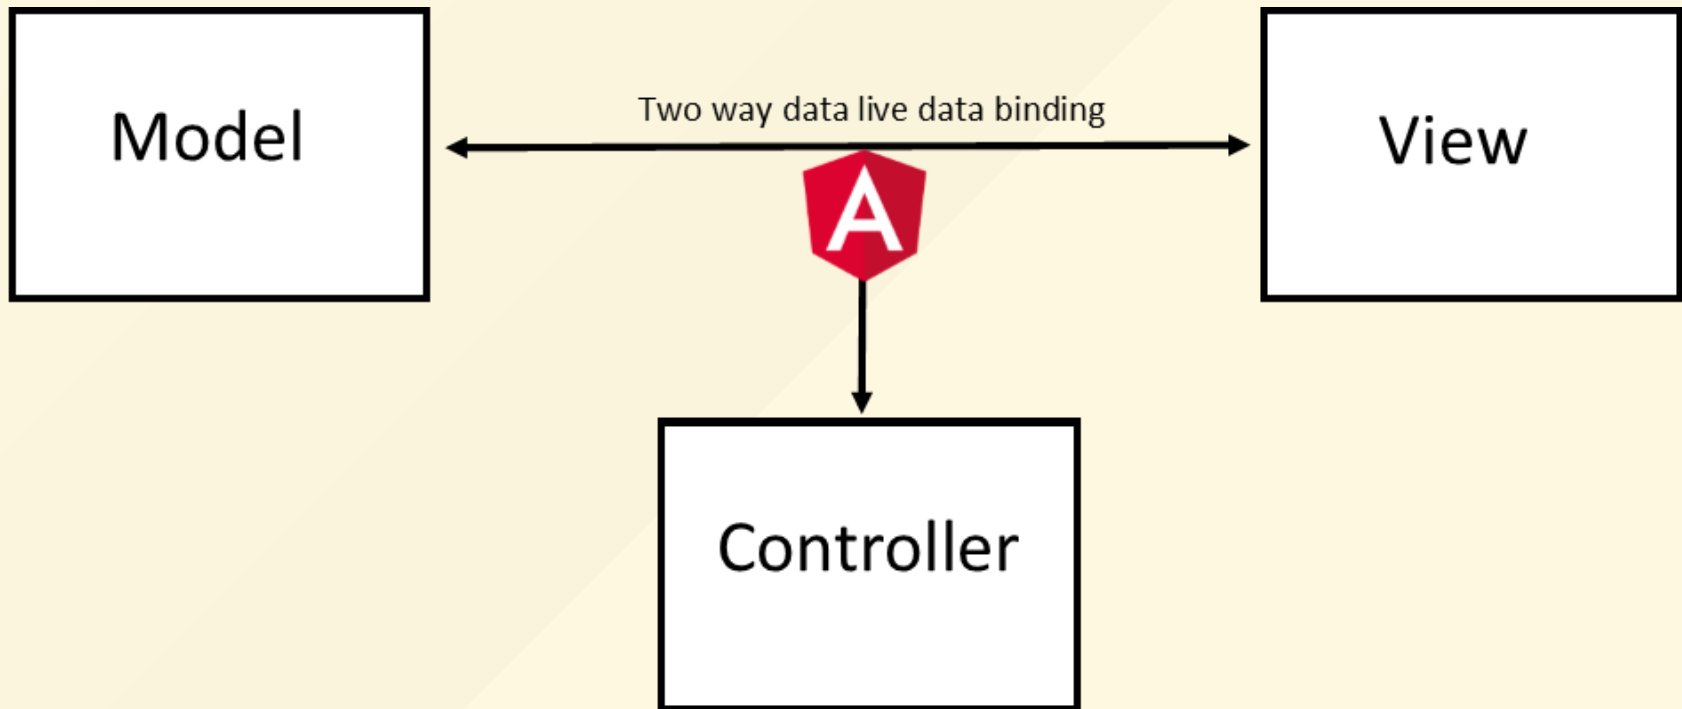 Model
Two way data live data binding
View
A
Controller